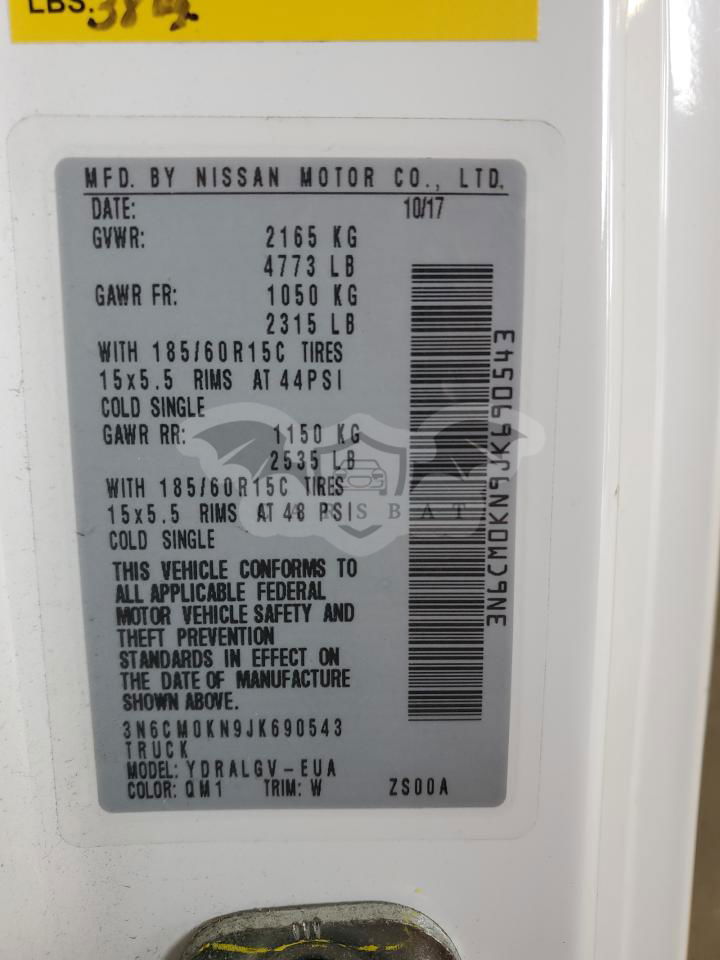 LBS.
MFD. BY NISSAN MOTOR CO., LTD.
DATE: 10/17
GVWR: 2165 KG
4773 LB
GAWR FR: 1050 KG
2315 LB
WITH 185/60R15C TIRES
15x5.5 RIMS AT 44PSI
COLD SINGLE
GAWR RR: 1150 KG
2535 LB
WITH 185/60R15C TIRES
15x5.5 RIMS AT 48 PSI
COLD SINGLE
THIS VEHICLE CONFORMS TO
ALL APPLICABLE FEDERAL
MOTOR VEHICLE SAFETY AND
THEFT PREVENTION
STANDARDS IN EFFECT ON
THE DATE OF MANUFACTURE
SHOWN ABOVE.
3N6CM0KN9JK690543
TRUCK
MODEL: YDRALGV-EUA
COLOR: QM1 TRIM: W ZS00A
3N6CM0KN9JK690543